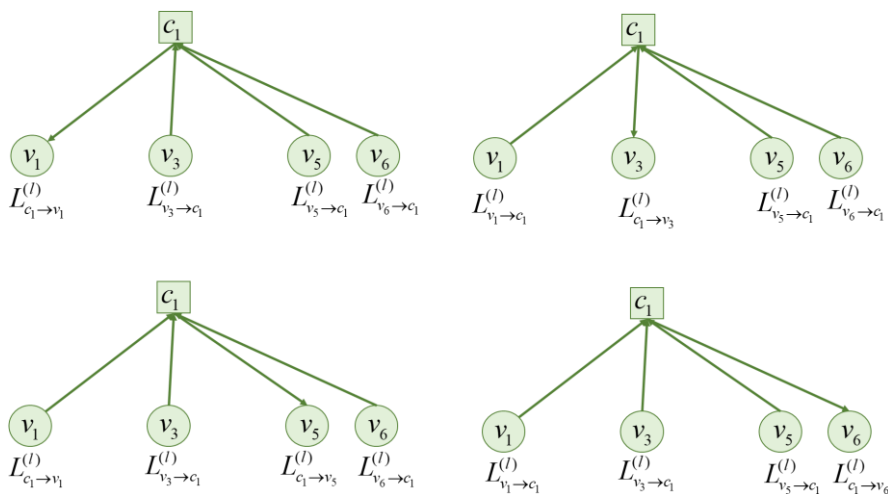 c₁ c₁
v₁ v₃ v₅ v₆ v₁ v₃ v₅ v₆
L^{(l)}_{c₁→v₁} L^{(l)}_{v₃→c₁} L^{(l)}_{v₅→c₁} L^{(l)}_{v₆→c₁} L^{(l)}_{v₁→c₁} L^{(l)}_{c₁→v₃} L^{(l)}_{v₅→c₁} L^{(l)}_{v₆→c₁}
c₁ c₁
v₁ v₃ v₅ v₆ v₁ v₃ v₅ v₆
L^{(l)}_{c₁→v₁} L^{(l)}_{v₃→c₁} L^{(l)}_{c₁→v₅} L^{(l)}_{v₆→c₁} L^{(l)}_{v₁→c₁} L^{(l)}_{v₃→c₁} L^{(l)}_{v₅→c₁} L^{(l)}_{c₁→v₆}